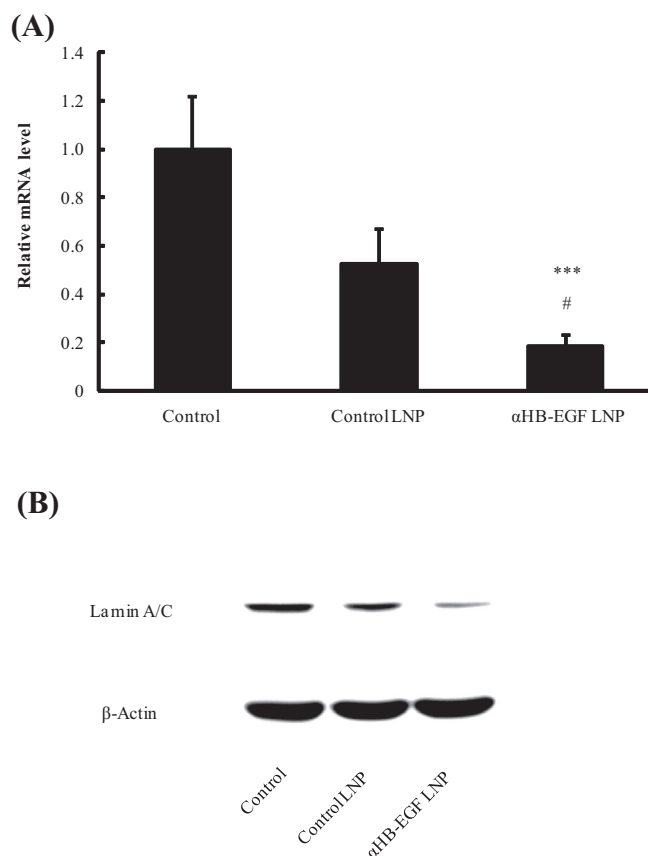 (A)
1.4
1.2
1.0
0.8
0.6
0.4
0.2
0
Relative mRNA level
***
#
Control
Control LNP
αHB-EGF LNP
(B)
Lamin A/C
β-Actin
Control
Control LNP
αHB-EGF LNP